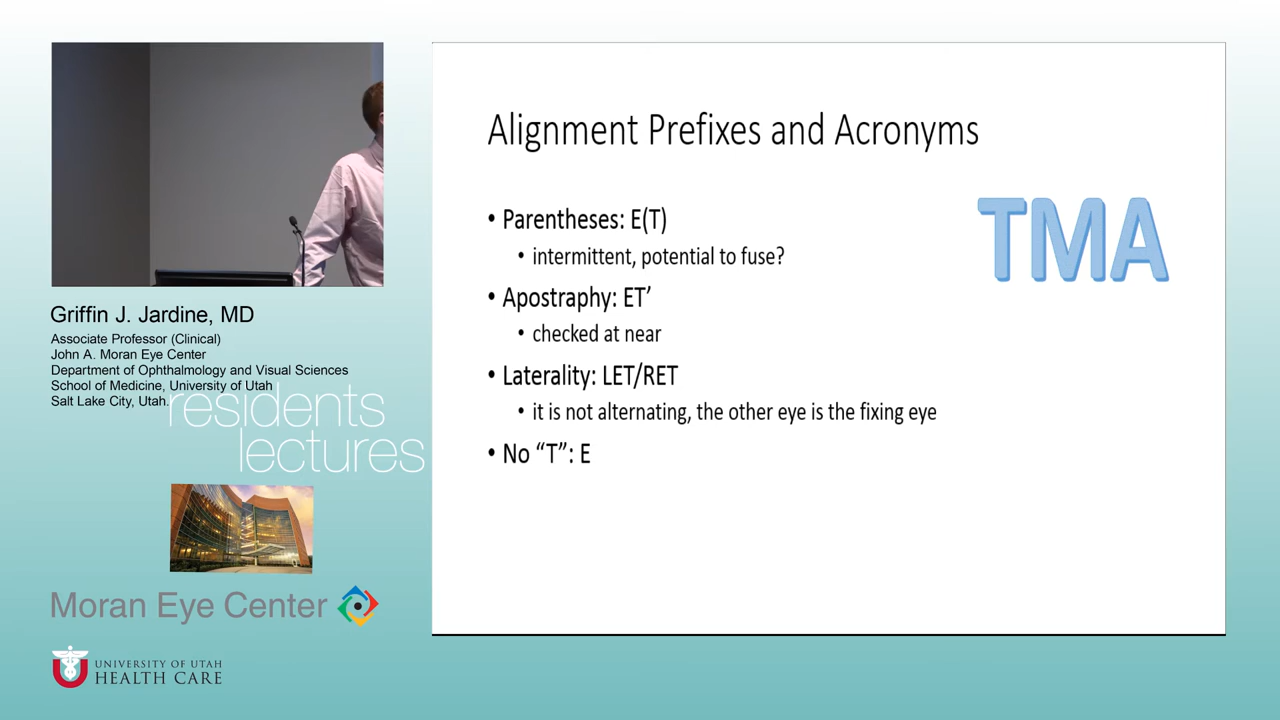 Alignment Prefixes and Acronyms
TMA
• Parentheses: E(T)
• intermittent, potential to fuse?
• Apostraphy: ET’
• checked at near
• Laterality: LET/RET
• it is not alternating, the other eye is the fixing eye
• No “T”: E
Griffin J. Jardine, MD
Associate Professor (Clinical)
John A. Moran Eye Center
Department of Ophthalmology and Visual Sciences
School of Medicine, University of Utah
Salt Lake City, Utah.
residents
lectures
Moran Eye Center
UNIVERSITY OF UTAH
HEALTH CARE